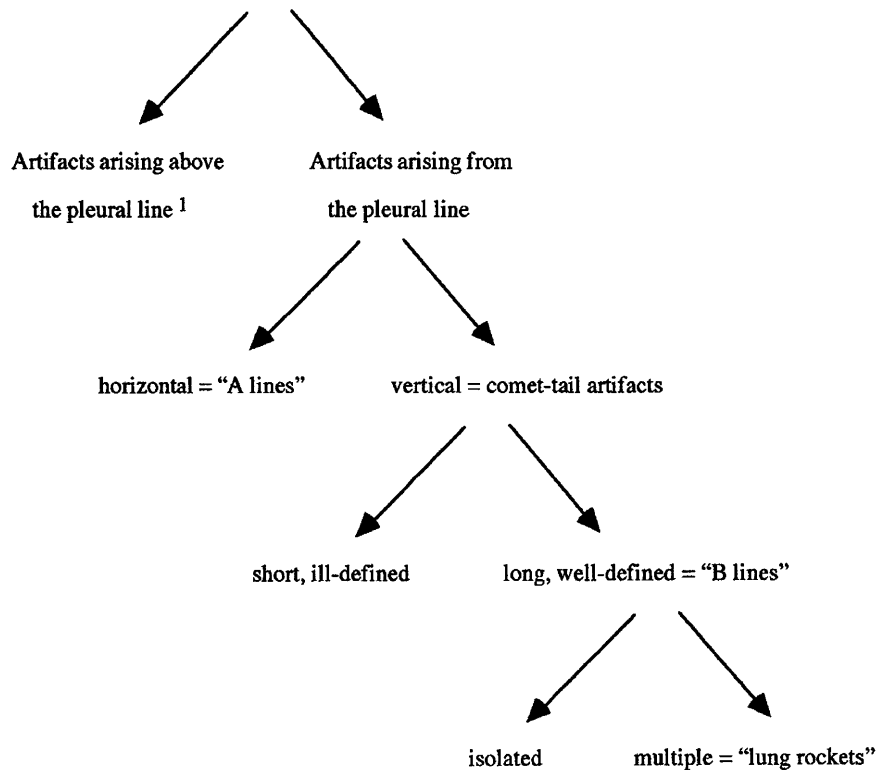 Artifacts arising above
the pleural line 1
Artifacts arising from
the pleural line
horizontal = “A lines”
vertical = comet-tail artifacts
short, ill-defined
long, well-defined = “B lines”
isolated
multiple = “lung rockets”